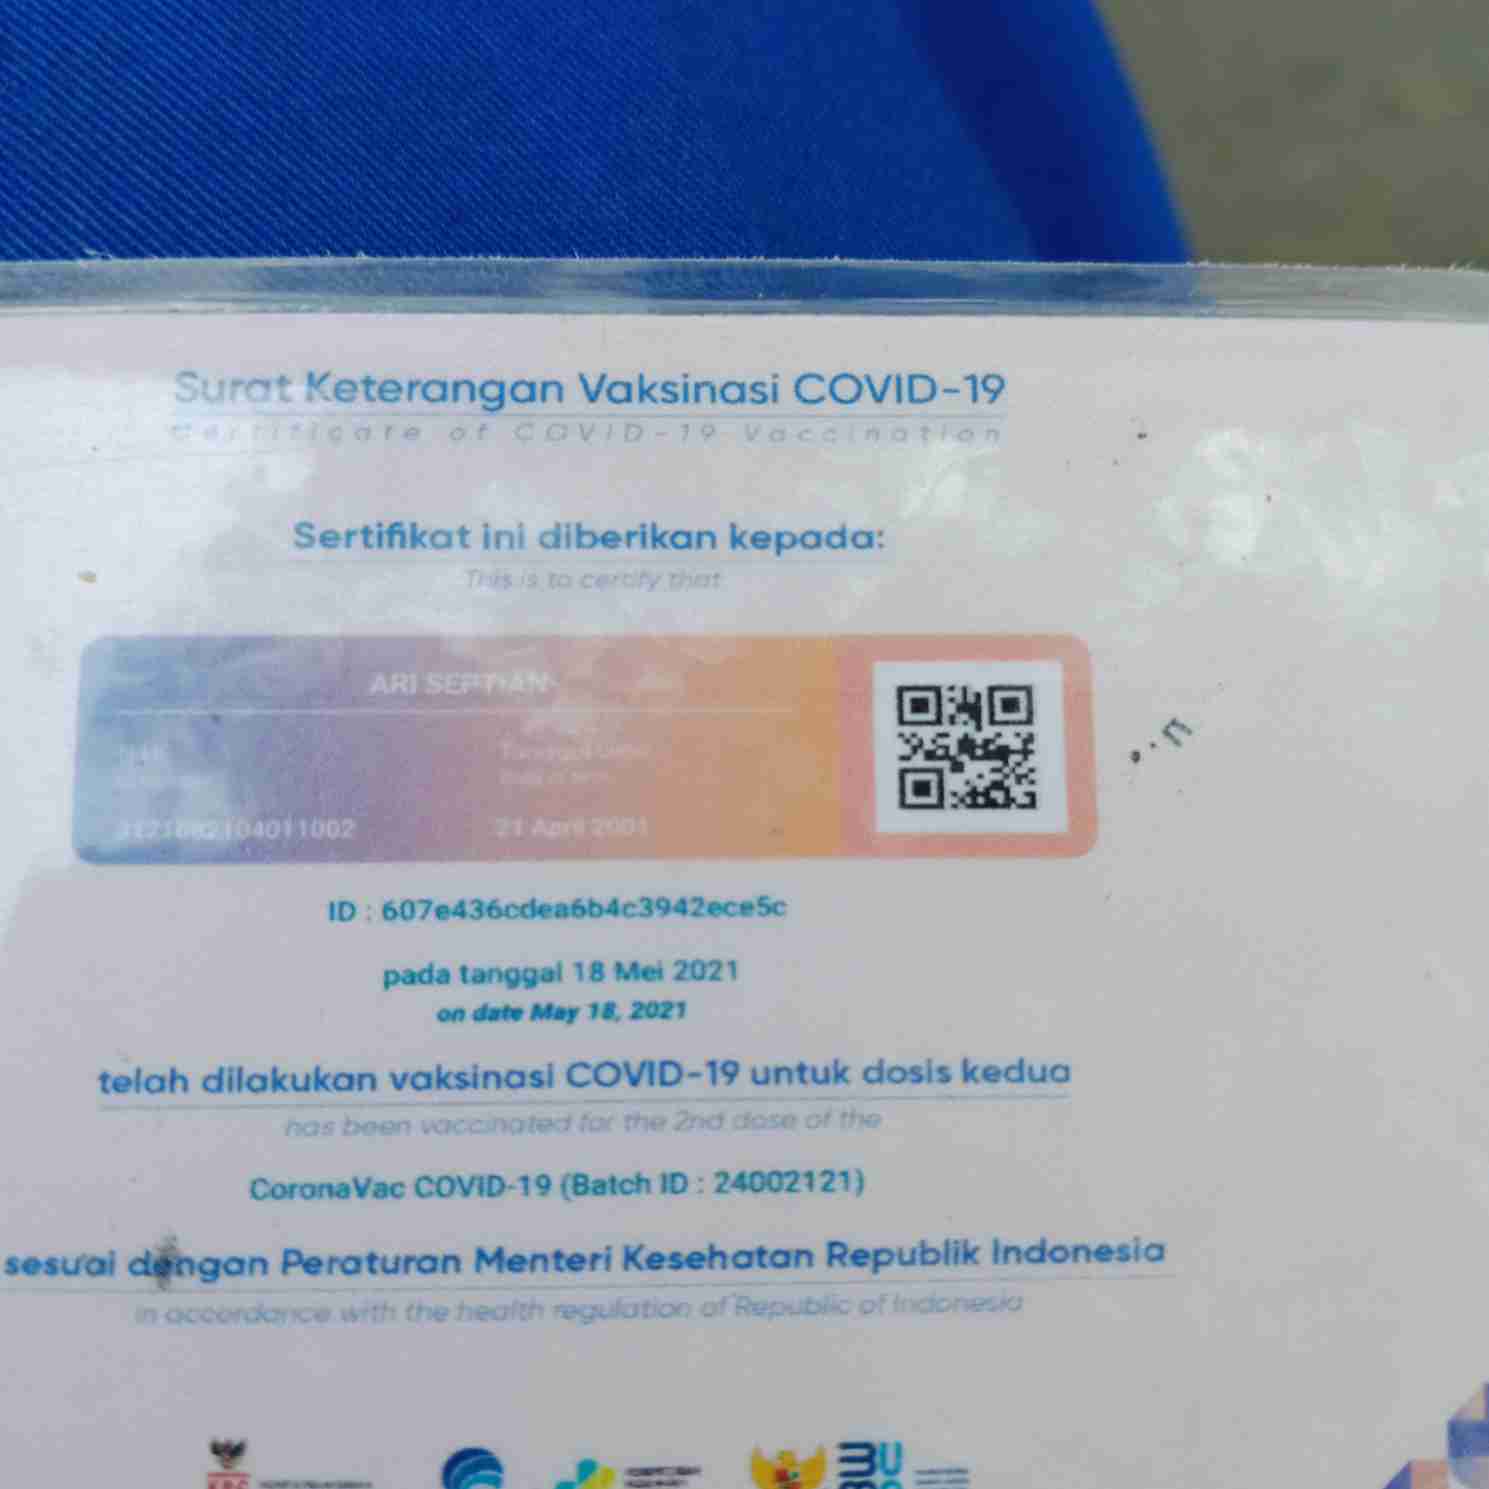 Surat Keterangan Vaksinasi COVID-19
Certificate of COVID-19 Vaccination
Sertifikat ini diberikan kepada:
This is to certify that
ARI SEPTIAN
Tanggal Lahir
21 April 2001
ID : 607e436cdea6b4c3942ece5c
pada tanggal 18 Mei 2021
on date May 18, 2021
telah dilakukan vaksinasi COVID-19 untuk dosis kedua
has been vaccinated for the 2nd dose of the
CoronaVac COVID-19 (Batch ID : 24002121)
sesuai dengan Peraturan Menteri Kesehatan Republik Indonesia
in accordance with the health regulation of Republic of Indonesia